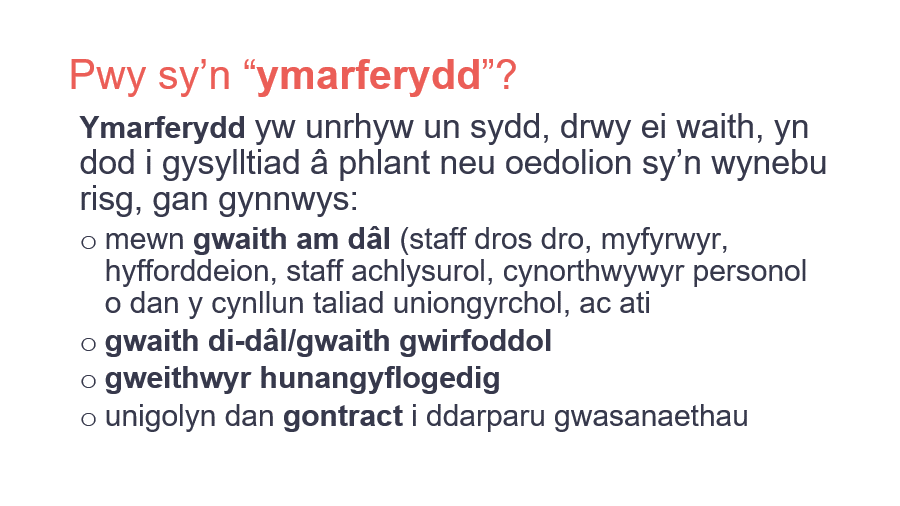 Pwy sy’n “ymarferydd”?
Ymarferydd yw unrhyw un sydd, drwy ei waith, yn
dod i gysylltiad â phlant neu oedolion sy’n wynebu
risg, gan gynnwys:
o mewn gwaith am dâl (staff dros dro, myfyrwyr,
hyfforddeion, staff achlysurol, cynorthwywyr personol
o dan y cynllun taliad uniongyrchol, ac ati
o gwaith di-dâl/gwaith gwirfoddol
o gweithwyr hunangyflogedig
o unigolyn dan gontract i ddarparu gwasanaethau